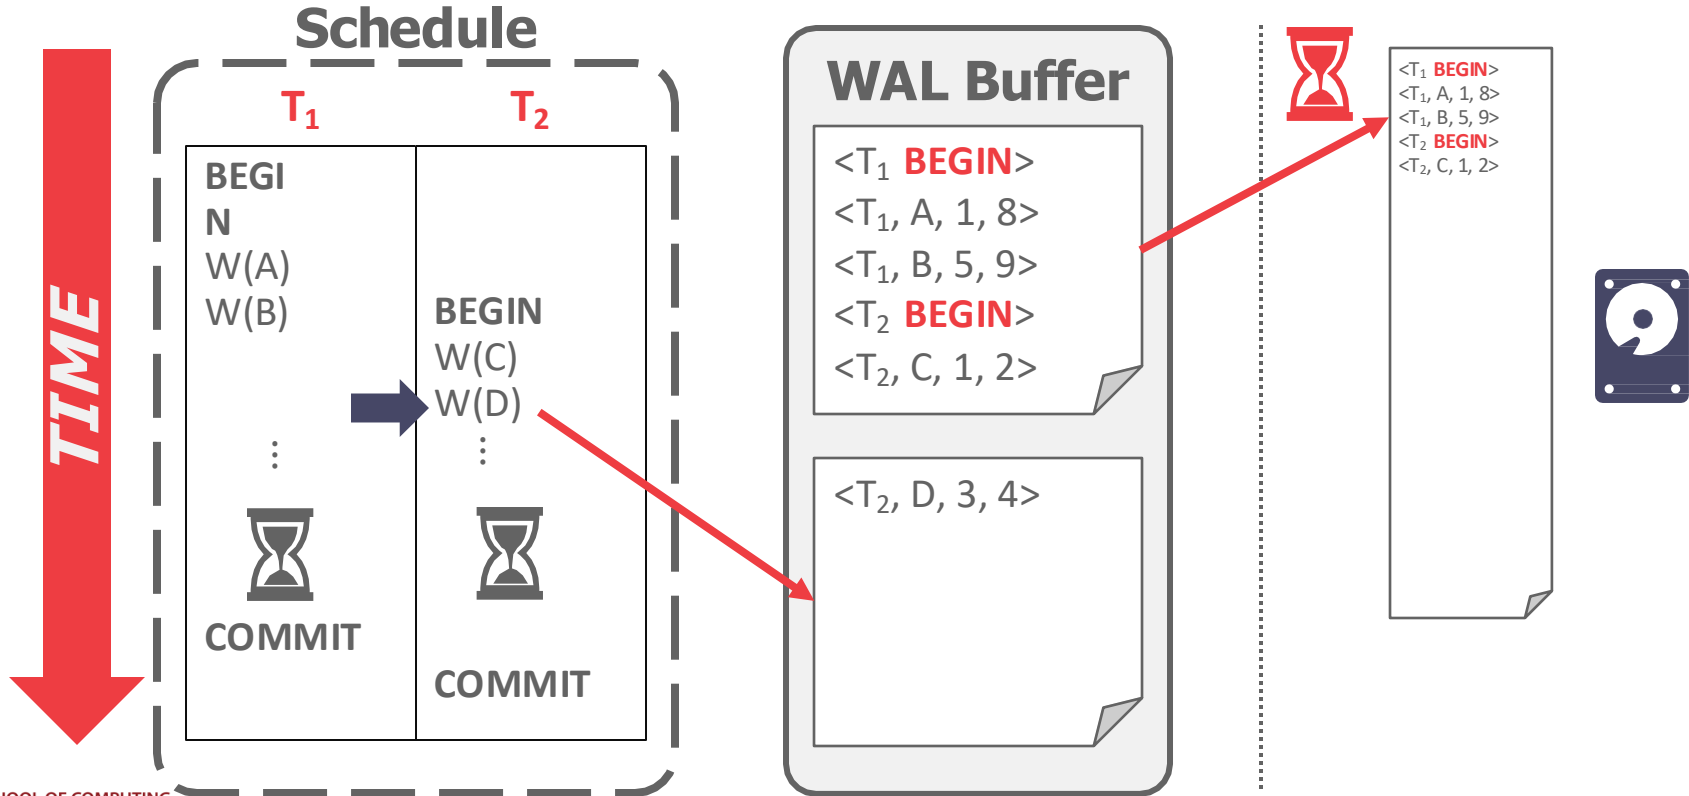 Schedule
TIME
T1
T2
BEGI
N
W(A)
W(B)
⋮
COMMIT
BEGIN
W(C)
W(D)
⋮
COMMIT
WAL Buffer
<T1 BEGIN>
<T1, A, 1, 8>
<T1, B, 5, 9>
<T2 BEGIN>
<T2, C, 1, 2>
<T2, D, 3, 4>
<T1 BEGIN>
<T1, A, 1, 8>
<T1, B, 5, 9>
<T2 BEGIN>
<T2, C, 1, 2>
OF COMPUTING